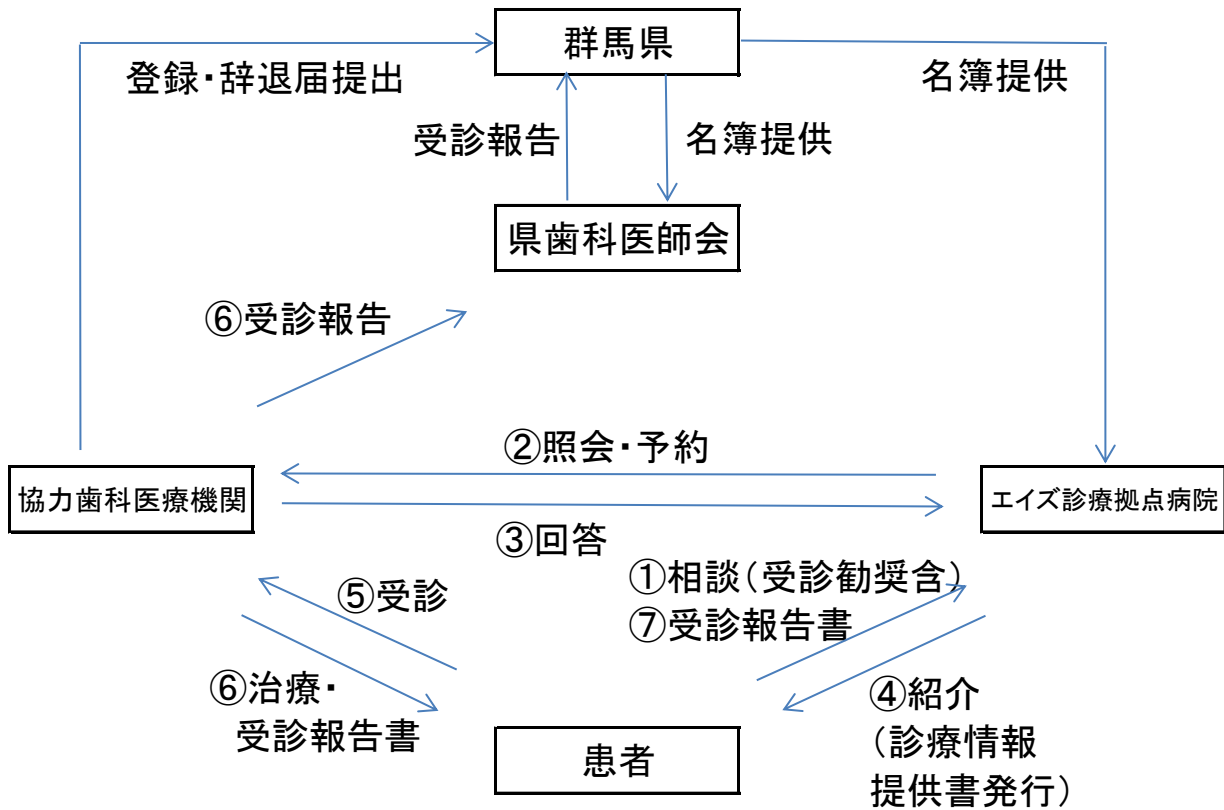 群馬県
登録・辞退届提出
名簿提供
受診報告
名簿提供
県歯科医師会
⑥受診報告
②照会・予約
協力歯科医療機関
エイズ診療拠点病院
③回答
①相談（受診勧奨含）
⑤受診
⑦受診報告書
⑥治療・
受診報告書
④紹介
（診療情報
提供書発行）
患者